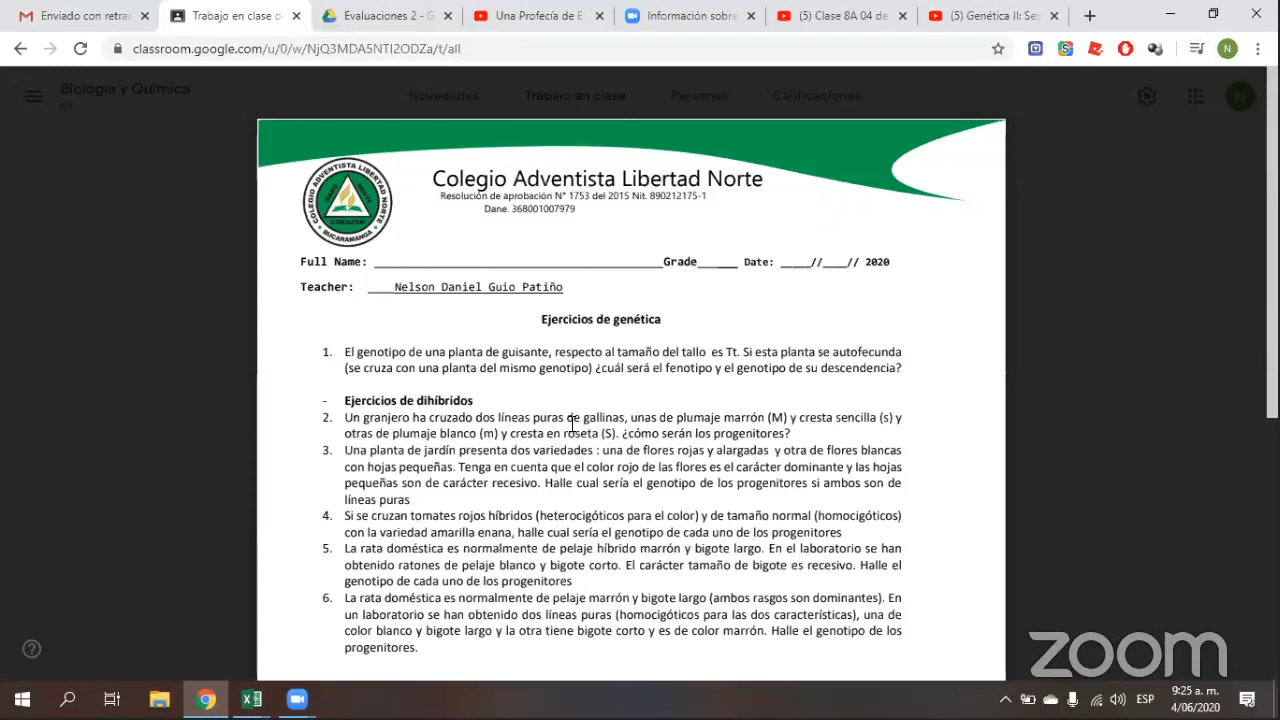 Enviado con retras
Trabajo en clase d
Evaluaciones 2 - G
Una Profecía de E
Información sobre
(5) Clase 8A 04 de
(5) Genética II: Seg
classroom.google.com/u/0/w/NjQ3MDA5NTI2ODZa/t/all
N
Biología y Química
8º
Novedades
Trabajo en clase
Personas
Calificaciones
N
COLEGIO ADVENTISTA LIBERTAD NORTE
MANO MENTE
CORAZÓN
BUCARAMANGA
Colegio Adventista Libertad Norte
Resolución de aprobación N° 1753 del 2015 Nit. 890212175-1
Dane. 368001007979
Full Name: ______________________________________Grade______ Date: _____//____// 2020
Teacher: ____Nelson Daniel Guio Patiño
Ejercicios de genética
1. El genotipo de una planta de guisante, respecto al tamaño del tallo es Tt. Si esta planta se autofecunda
(se cruza con una planta del mismo genotipo) ¿cuál será el fenotipo y el genotipo de su descendencia?
- Ejercicios de dihíbridos
2. Un granjero ha cruzado dos líneas puras de gallinas, unas de plumaje marrón (M) y cresta sencilla (s) y
otras de plumaje blanco (m) y cresta en roseta (S). ¿cómo serán los progenitores?
3. Una planta de jardín presenta dos variedades : una de flores rojas y alargadas y otra de flores blancas
con hojas pequeñas. Tenga en cuenta que el color rojo de las flores es el carácter dominante y las hojas
pequeñas son de carácter recesivo. Halle cual sería el genotipo de los progenitores si ambos son de
líneas puras
4. Si se cruzan tomates rojos híbridos (heterocigóticos para el color) y de tamaño normal (homocigóticos)
con la variedad amarilla enana, halle cual sería el genotipo de cada uno de los progenitores
5. La rata doméstica es normalmente de pelaje híbrido marrón y bigote largo. En el laboratorio se han
obtenido ratones de pelaje blanco y bigote corto. El carácter tamaño de bigote es recesivo. Halle el
genotipo de cada uno de los progenitores
6. La rata doméstica es normalmente de pelaje marrón y bigote largo (ambos rasgos son dominantes). En
un laboratorio se han obtenido dos líneas puras (homocigóticos para las dos características), una de
color blanco y bigote largo y la otra tiene bigote corto y es de color marrón. Halle el genotipo de los
progenitores.
zoom
ESP
9:25 a. m.
4/06/2020